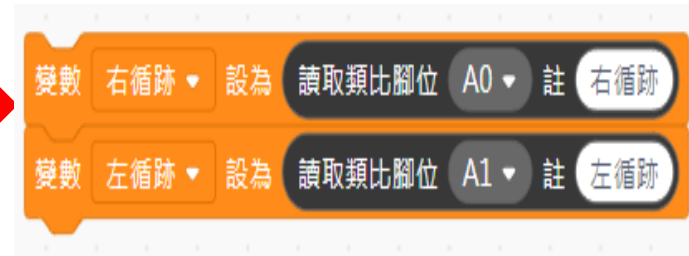 變數 右循跡 設為 讀取類比腳位 A0 註 右循跡
變數 左循跡 設為 讀取類比腳位 A1 註 左循跡